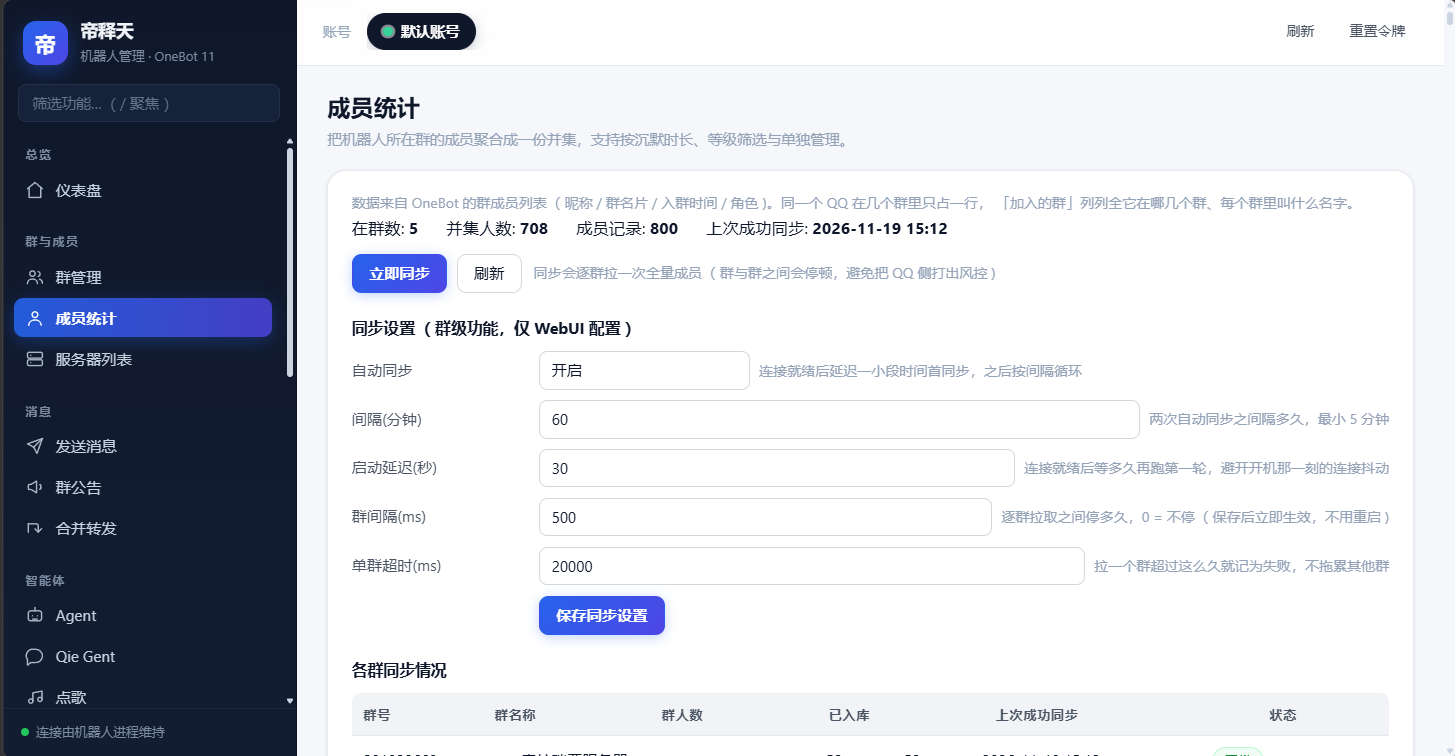 帝
帝释天
机器人管理 · OneBot 11
筛选功能... ( / 聚焦 )
总览
仪表盘
群与成员
群管理
成员统计
服务器列表
消息
发送消息
群公告
合并转发
智能体
Agent
Qie Gent
点歌
连接由机器人进程维持
账号 默认账号 刷新 重置令牌
成员统计
把机器人所在群的成员聚合成一份并集，支持按沉默时长、等级筛选与单独管理。
数据来自 OneBot 的群成员列表（ 昵称 / 群名片 / 入群时间 / 角色 ）。同一个 QQ 在几个群里只占一行，「加入的群」列列全它在哪几个群、每个群里叫什么名字。
在群数: 5 并集人数: 708 成员记录: 800 上次成功同步: 2026-11-19 15:12
立即同步 刷新 同步会逐群拉一次全量成员（ 群与群之间会停顿，避免把 QQ 侧打出风控 ）
同步设置（ 群级功能，仅 WebUI 配置 ）
自动同步 开启 连接就绪后延迟一小段时间首同步，之后按间隔循环
间隔(分钟) 60 两次自动同步之间隔多久，最小 5 分钟
启动延迟(秒) 30 连接就绪后等多久再跑第一轮，避开开机那一刻的连接抖动
群间隔(ms) 500 逐群拉取之间停多久，0 = 不停（ 保存后立即生效，不用重启 ）
单群超时(ms) 20000 拉一个群超过这么久就记为失败，不拖累其他群
保存同步设置
各群同步情况
群号 群名称 群人数 已入库 上次成功同步 状态